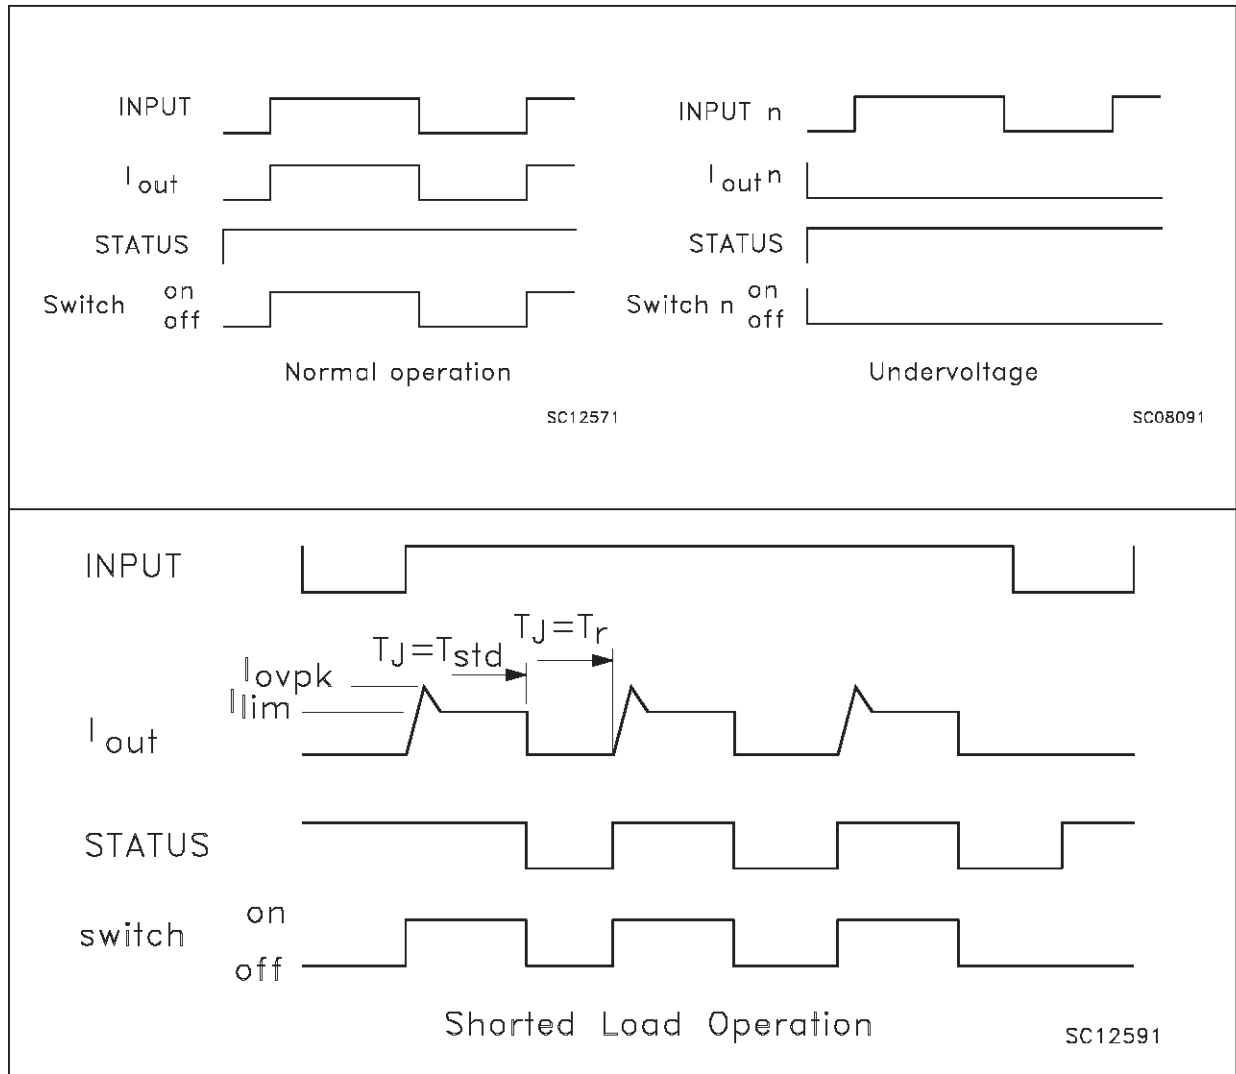 INPUT
I out
STATUS
Switch on
off
Normal operation
SC12571
INPUT n
I out n
STATUS
Switch n on
off
Undervoltage
SC08091
INPUT
TJ=Tstd
TJ=Tr
Iovpk
Ilim
I out
STATUS
switch on
off
Shorted Load Operation
SC12591